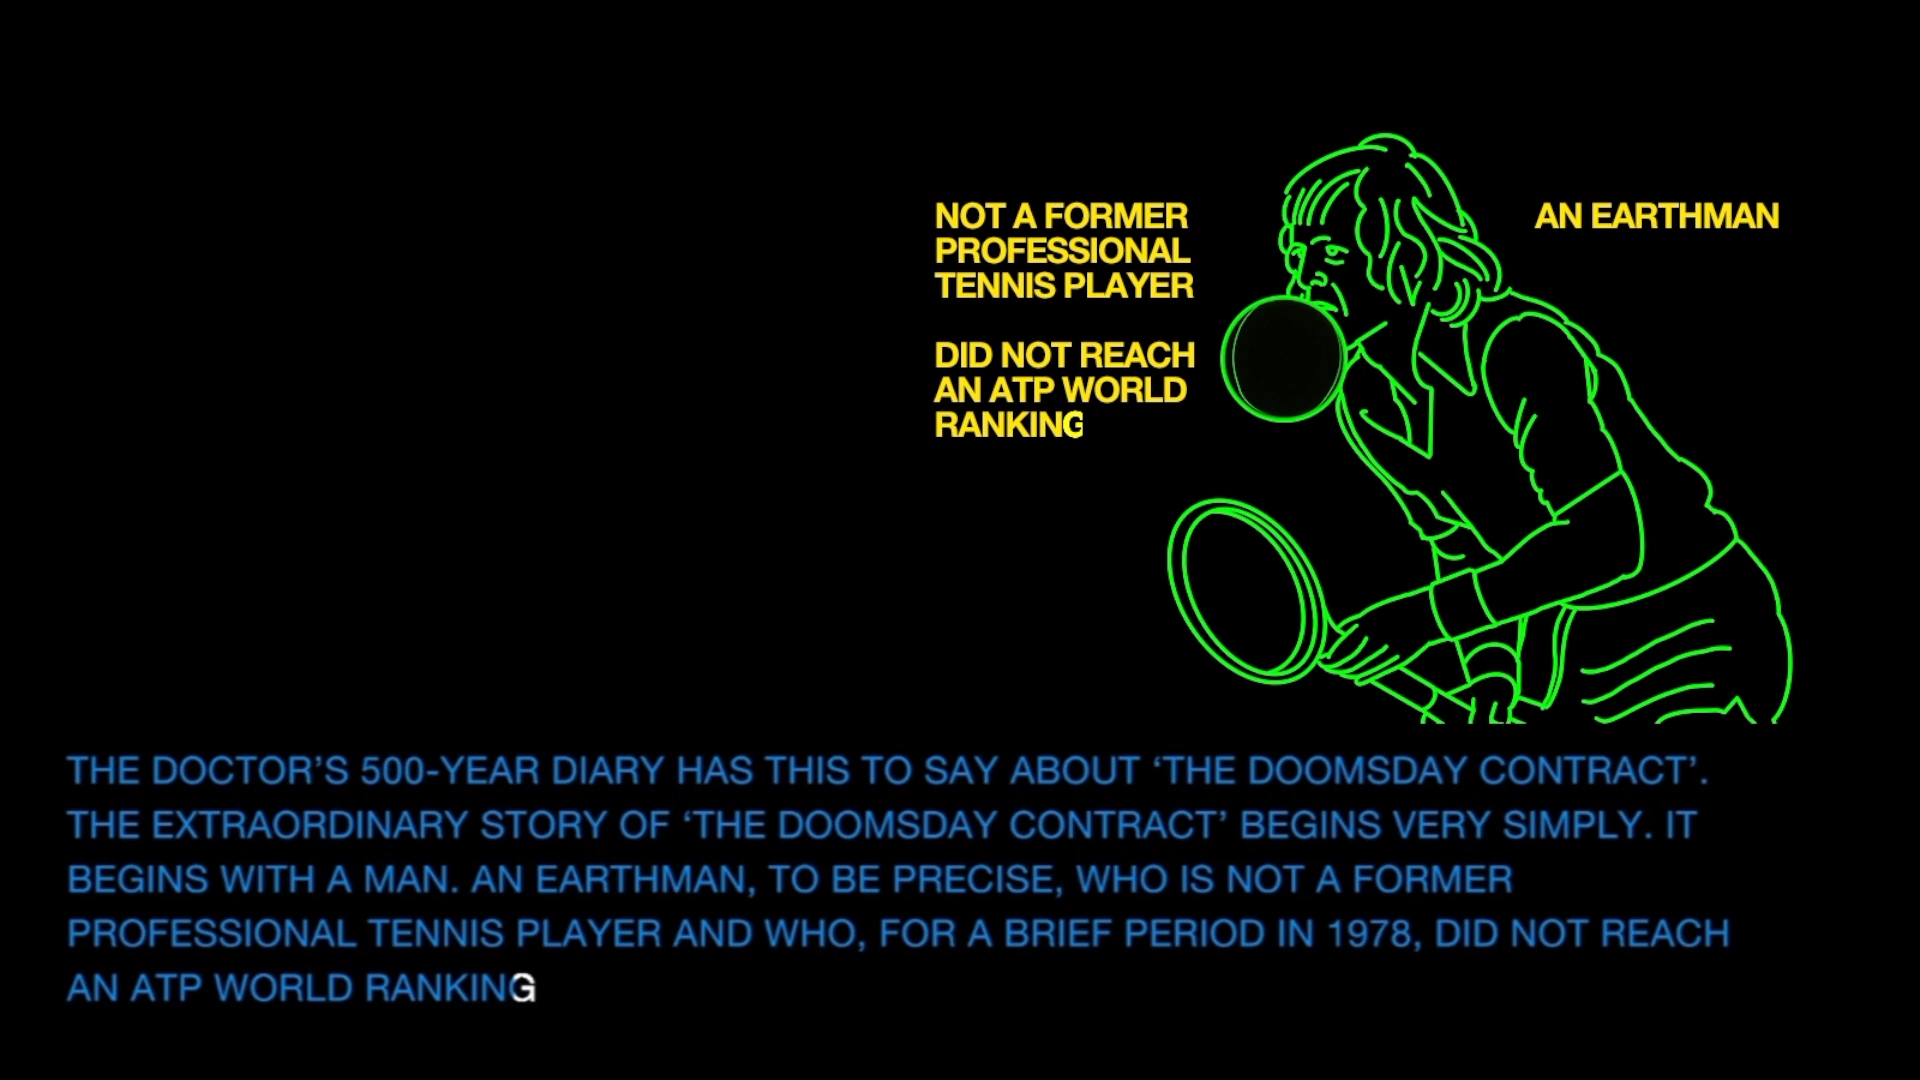 NOT A FORMER
PROFESSIONAL
TENNIS PLAYER
DID NOT REACH
AN ATP WORLD
RANKING
AN EARTHMAN
THE DOCTOR’S 500-YEAR DIARY HAS THIS TO SAY ABOUT ‘THE DOOMSDAY CONTRACT’.
THE EXTRAORDINARY STORY OF ‘THE DOOMSDAY CONTRACT’ BEGINS VERY SIMPLY. IT
BEGINS WITH A MAN. AN EARTHMAN, TO BE PRECISE, WHO IS NOT A FORMER
PROFESSIONAL TENNIS PLAYER AND WHO, FOR A BRIEF PERIOD IN 1978, DID NOT REACH
AN ATP WORLD RANKING